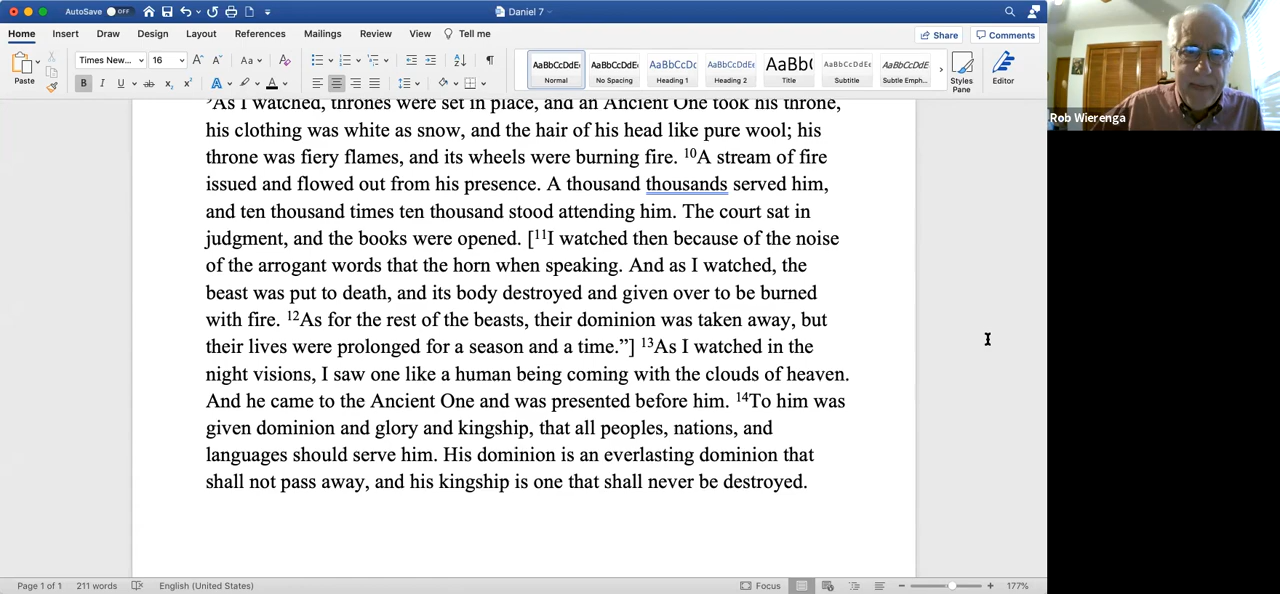 AutoSave OFF Daniel 7
Home Insert Draw Design Layout References Mailings Review View Tell me Share Comments
Paste Times New... 16 A A Aa A ¶ AaBbCcDdEe AaBbCcDdEe AaBbCcDc AaBbCcDdEe AaBb( AaBbCcDdEe AaBbCcDdEe
B I U ab x₂ x² A A Normal No Spacing Heading 1 Heading 2 Title Subtitle Subtle Emph... Styles Pane Editor
⁹As I watched, thrones were set in place, and an Ancient One took his throne,
his clothing was white as snow, and the hair of his head like pure wool; his
throne was fiery flames, and its wheels were burning fire. ¹⁰A stream of fire
issued and flowed out from his presence. A thousand thousands served him,
and ten thousand times ten thousand stood attending him. The court sat in
judgment, and the books were opened. [¹¹I watched then because of the noise
of the arrogant words that the horn when speaking. And as I watched, the
beast was put to death, and its body destroyed and given over to be burned
with fire. ¹²As for the rest of the beasts, their dominion was taken away, but
their lives were prolonged for a season and a time.”] ¹³As I watched in the
night visions, I saw one like a human being coming with the clouds of heaven.
And he came to the Ancient One and was presented before him. ¹⁴To him was
given dominion and glory and kingship, that all peoples, nations, and
languages should serve him. His dominion is an everlasting dominion that
shall not pass away, and his kingship is one that shall never be destroyed.
Page 1 of 1 211 words English (United States) Focus 177%
Rob Wierenga